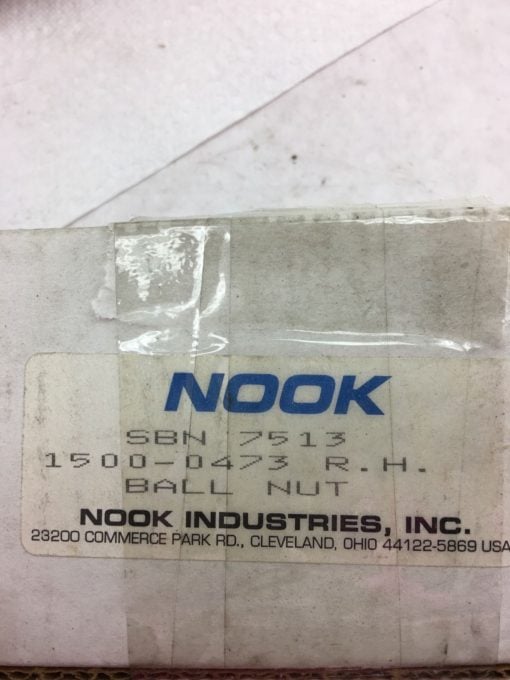 NOOK
SBN 7513
1500-0473 R.H.
BALL NUT
NOOK INDUSTRIES, INC.
23200 COMMERCE PARK RD., CLEVELAND, OHIO 44122-5869 USA